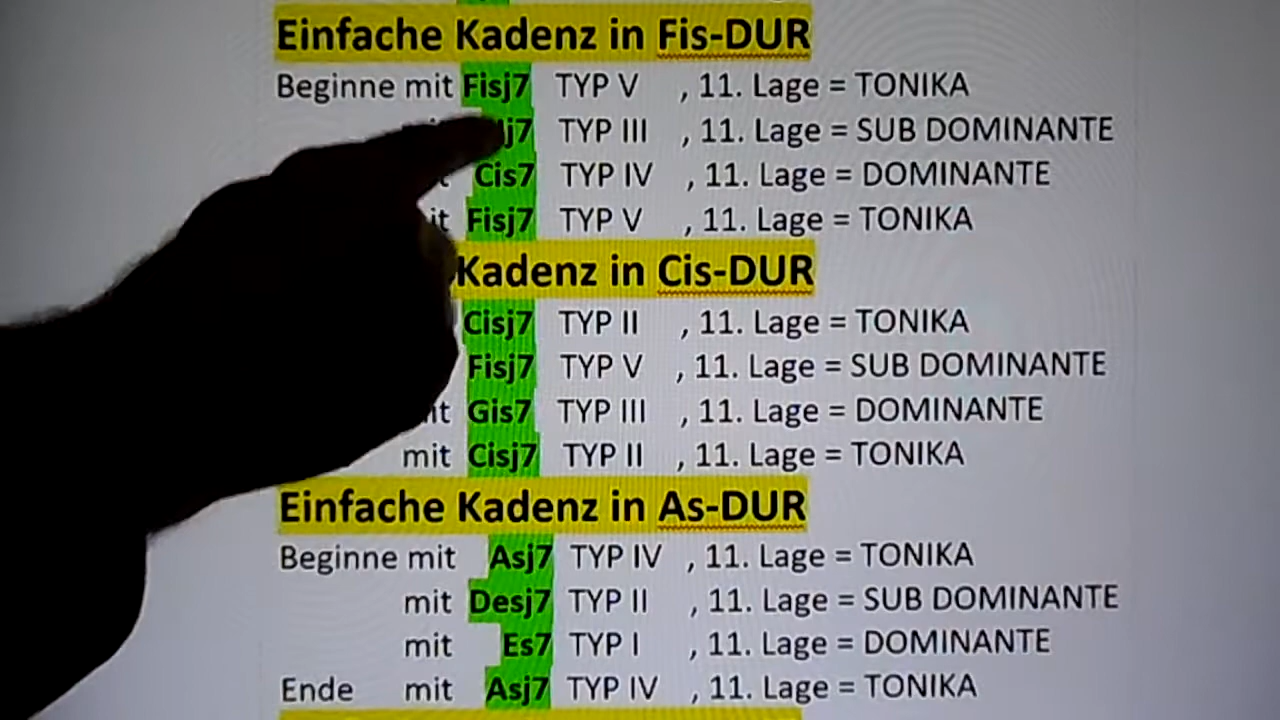 Einfache Kadenz in Fis-DUR
Beginne mit Fisj7 TYP V , 11. Lage = TONIKA
TYP III , 11. Lage = SUB DOMINANTE
Cis7 TYP IV , 11. Lage = DOMINANTE
Fisj7 TYP V , 11. Lage = TONIKA
Kadenz in Cis-DUR
Cisj7 TYP II , 11. Lage = TONIKA
Fisj7 TYP V , 11. Lage = SUB DOMINANTE
Gis7 TYP III , 11. Lage = DOMINANTE
mit Cisj7 TYP II , 11. Lage = TONIKA
Einfache Kadenz in As-DUR
Beginne mit Asj7 TYP IV , 11. Lage = TONIKA
mit Desj7 TYP II , 11. Lage = SUB DOMINANTE
mit Es7 TYP I , 11. Lage = DOMINANTE
Ende mit Asj7 TYP IV , 11. Lage = TONIKA